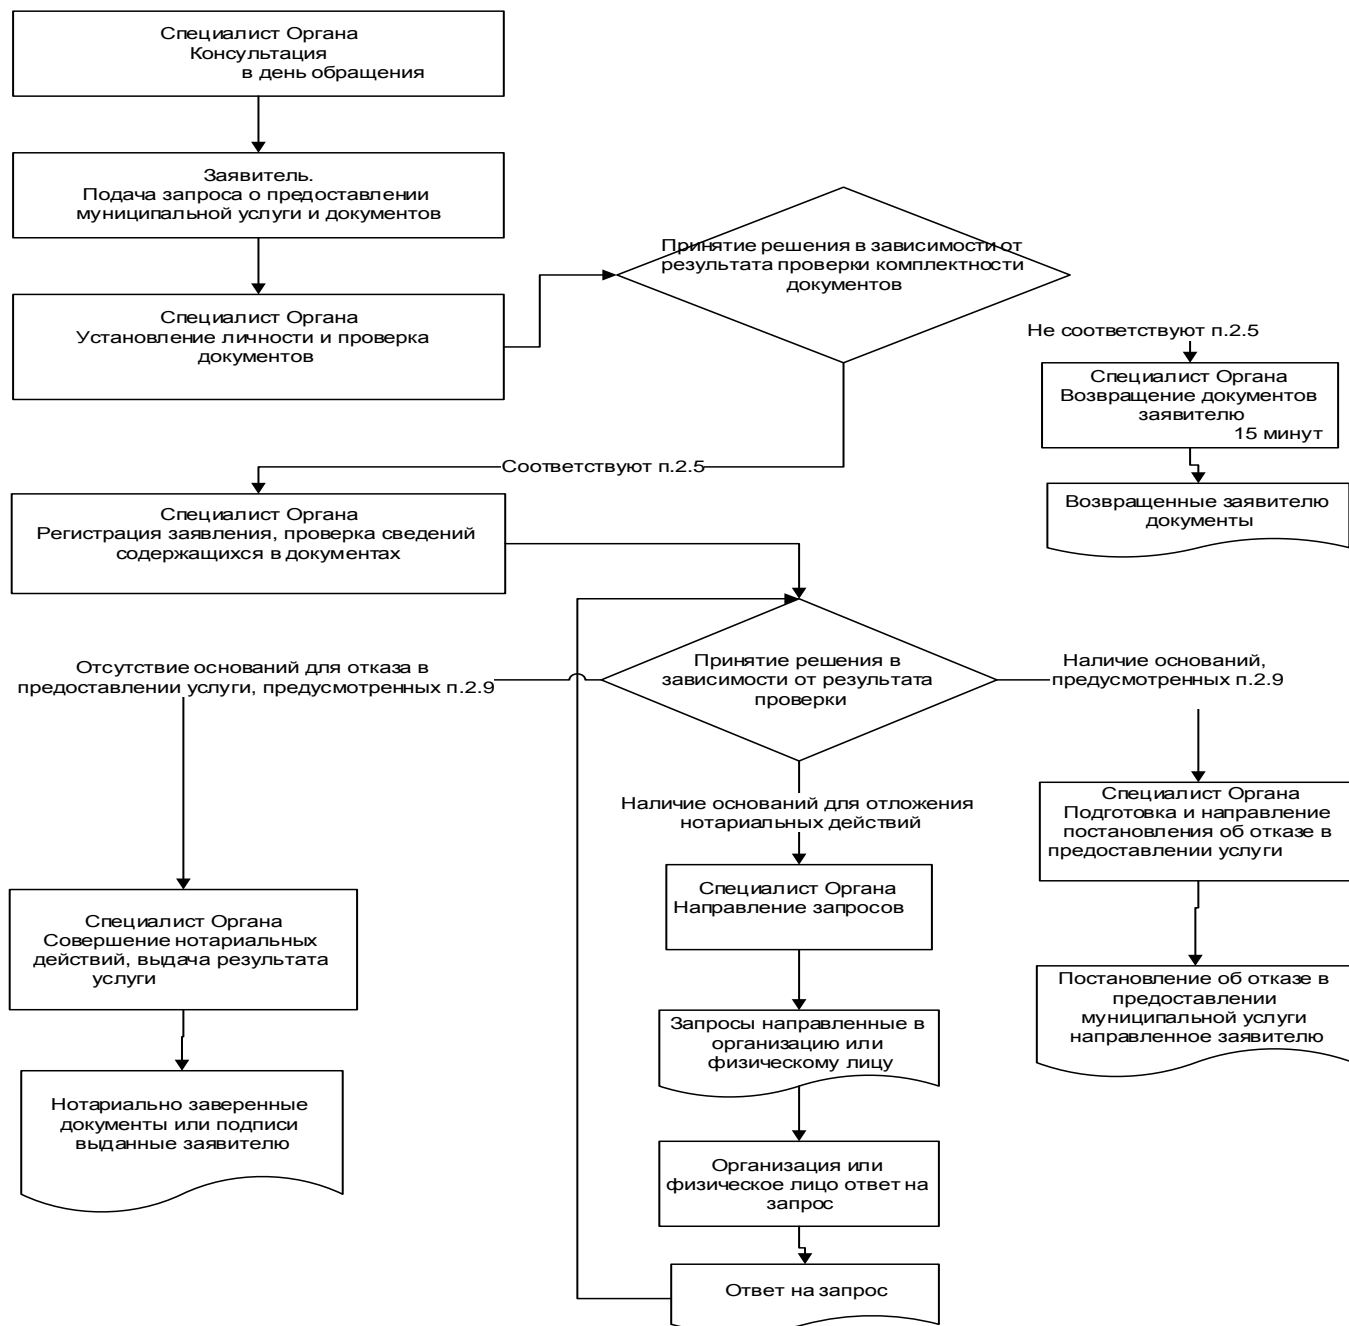 Специалист Органа
Консультация
в день обращения
Заявитель.
Подача запроса о предоставлении
муниципальной услуги и документов
Специалист Органа
Установление личности и проверка
документов
Принятие решения в зависимости от
результата проверки комплектности
документов
Не соответствуют п.2.5
Специалист Органа
Возвращение документов
заявителю
15 минут
Возвращенные заявителю
документы
Соответствуют п.2.5
Специалист Органа
Регистрация заявления, проверка сведений
содержащихся в документах
Принятие решения в
зависимости от результата
проверки
Отсутствие оснований для отказа в
предоставлении услуги, предусмотренных п.2.9
Наличие оснований,
предусмотренных п.2.9
Наличие оснований для отложения
нотариальных действий
Специалист Органа
Подготовка и направление
постановления об отказе в
предоставлении услуги
Специалист Органа
Направление запросов
Специалист Органа
Совершение нотариальных
действий, выдача результата
услуги
Постановление об отказе в
предоставлении
муниципальной услуги
направленное заявителю
Запросы направленные в
организацию или
физическому лицу
Нотариально заверенные
документы или подписи
выданные заявителю
Организация или
физическое лицо ответ на
запрос
Ответ на запрос